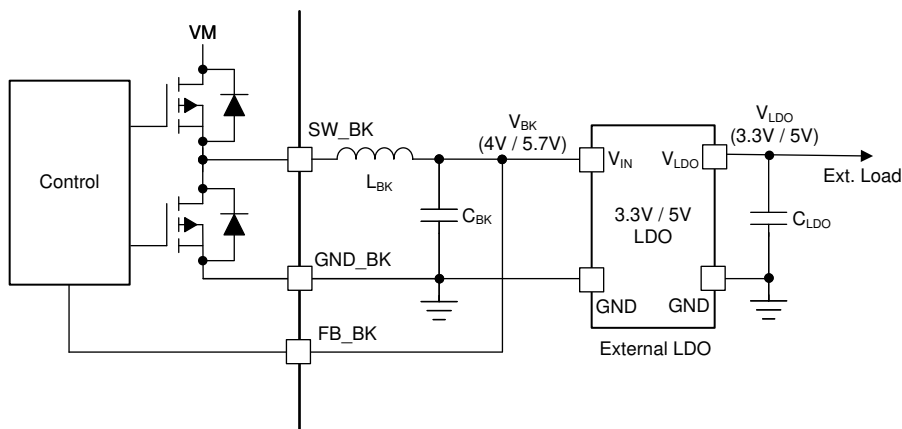 VM
Control
SW_BK
L_BK
V_BK
(4V / 5.7V)
C_BK
GND_BK
FB_BK
V_IN
V_LDO
3.3V / 5V
LDO
GND
GND
External LDO
V_LDO
(3.3V / 5V)
Ext. Load
C_LDO